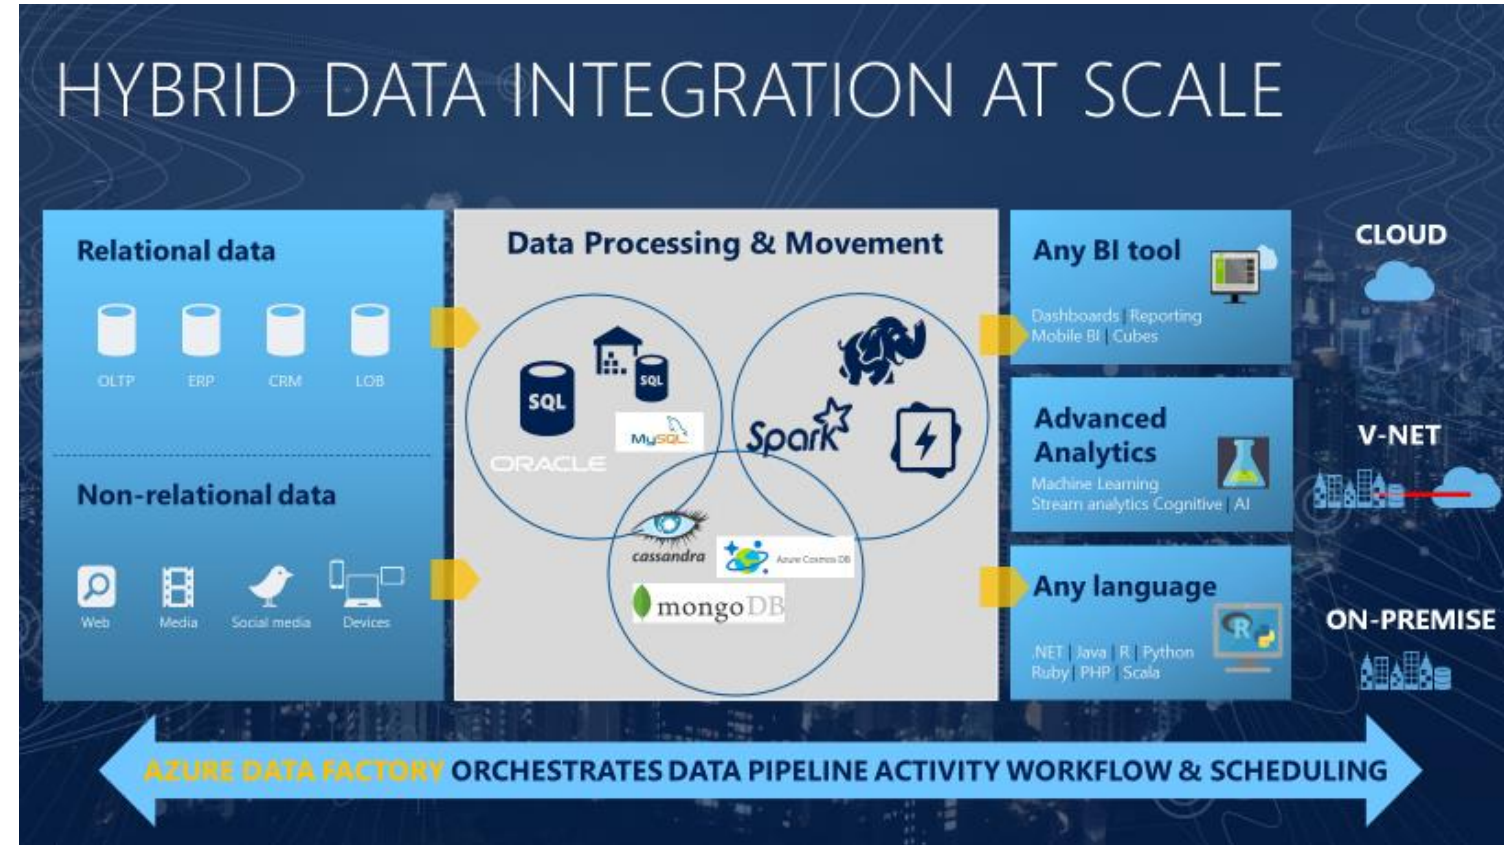 HYBRID DATA INTEGRATION AT SCALE
Relational data
OLTP
ERP
CRM
LOB
Non-relational data
Web
Media
Social media
Devices
Data Processing & Movement
SQL
SQL
MySQL
ORACLE
Spark
cassandra
Azure Cosmos DB
mongoDB
Any BI tool
Dashboards | Reporting
Mobile BI | Cubes
Advanced
Analytics
Machine Learning
Stream analytics Cognitive | AI
Any language
R
.NET | Java | R | Python
Ruby | PHP | Scala
CLOUD
V-NET
ON-PREMISE
AZURE DATA FACTORY ORCHESTRATES DATA PIPELINE ACTIVITY WORKFLOW & SCHEDULING